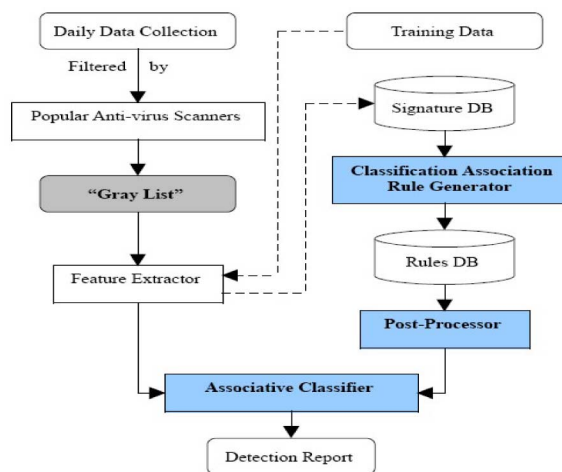 Daily Data Collection
Training Data
Filtered by
Popular Anti-virus Scanners
Signature DB
Classification Association
Rule Generator
“Gray List”
Rules DB
Feature Extractor
Post-Processor
Associative Classifier
Detection Report